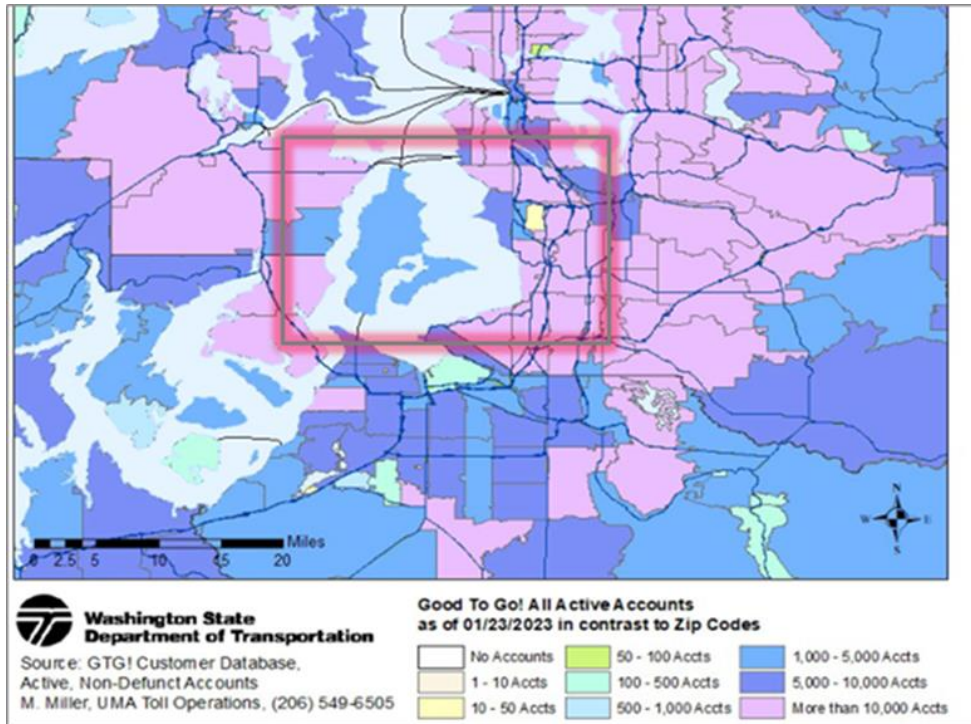 N
W E
S
Miles
0 2.5 5 10 15 20
Washington State
Department of Transportation
Source: GTG! Customer Database,
Active, Non-Defunct Accounts
M. Miller, UMA Toll Operations, (206) 549-6505
Good To Go! All Active Accounts
as of 01/23/2023 in contrast to Zip Codes
No Accounts
1 - 10 Accts
10 - 50 Accts
50 - 100 Accts
100 - 500 Accts
500 - 1,000 Accts
1,000 - 5,000 Accts
5,000 - 10,000 Accts
More than 10,000 Accts